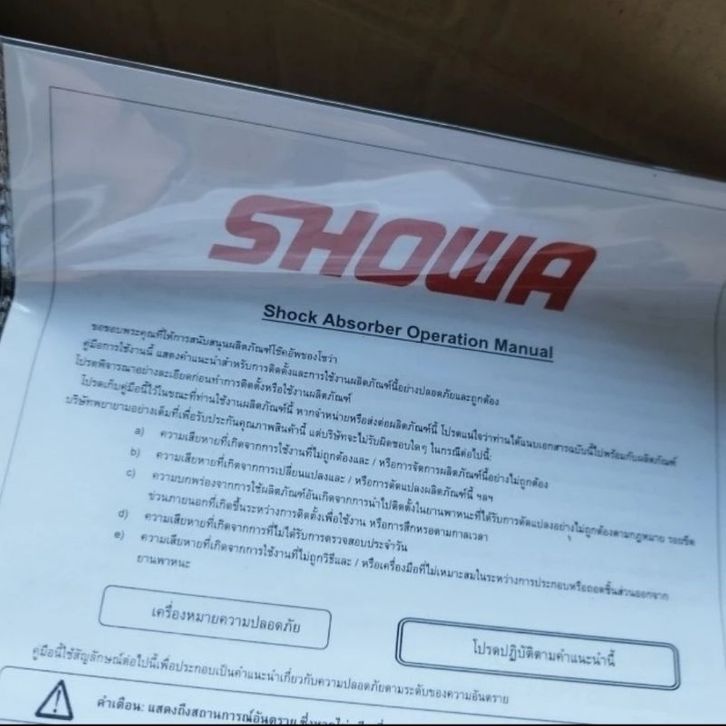 SHOWA
Shock Absorber Operation Manual
ขอขอบพระคุณที่ให้การสนับสนุนผลิตภัณฑ์โช๊คอัพของโชว่า
คู่มือการใช้งานนี้ แสดงคำแนะนำสำหรับการติดตั้งและการใช้งานผลิตภัณฑ์นี้อย่างปลอดภัยและถูกต้อง
โปรดพิจารณาอย่างละเอียดก่อนทำการติดตั้งหรือใช้งานผลิตภัณฑ์
โปรดเก็บคู่มือนี้ไว้ในขณะที่ท่านใช้งานผลิตภัณฑ์นี้ หากจำหน่ายหรือส่งต่อผลิตภัณฑ์นี้ โปรดแน่ใจว่าท่านได้แนบเอกสารฉบับนี้ไปพร้อมกับผลิตภัณฑ์
บริษัทพยายามอย่างเต็มที่เพื่อรับประกันคุณภาพสินค้านี้ แต่บริษัทจะไม่รับผิดชอบใดๆ ในกรณีต่อไปนี้:
a) ความเสียหายที่เกิดจากการใช้งานที่ไม่ถูกต้องและ / หรือการจัดการผลิตภัณฑ์นี้อย่างไม่ถูกต้อง
b) ความเสียหายที่เกิดจากการเปลี่ยนแปลงและ / หรือการดัดแปลงผลิตภัณฑ์นี้ ฯลฯ
c) ความบกพร่องจากการใช้ผลิตภัณฑ์อันเกิดจากการนำไปติดตั้งในยานพาหนะที่ได้รับการดัดแปลงอย่างไม่ถูกต้องตามกฎหมาย รอยขีด
ข่วนภายนอกที่เกิดขึ้นระหว่างการติดตั้งเพื่อใช้งาน หรือการสึกหรอตามกาลเวลา
d) ความเสียหายที่เกิดจากการที่ไม่ได้รับการตรวจสอบประจำวัน
e) ความเสียหายที่เกิดจากการใช้งานที่ไม่ถูกวิธีและ / หรือเครื่องมือที่ไม่เหมาะสมในระหว่างการประกอบหรือถอดชิ้นส่วนออกจาก
ยานพาหนะ
เครื่องหมายความปลอดภัย
โปรดปฏิบัติตามคำแนะนำนี้
คู่มือนี้ใช้สัญลักษณ์ต่อไปนี้เพื่อประกอบเป็นคำแนะนำเกี่ยวกับความปลอดภัยตามระดับของความอันตราย
คำเตือน: แสดงถึงสถานการณ์อันตราย